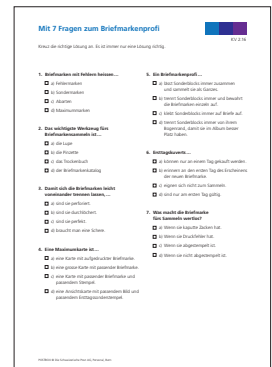 Mit 7 Fragen zum Briefmarkenprofi
KV 2.16
Kreuz die richtige Lösung an. Es ist immer nur eine Lösung richtig.
1. Briefmarken mit Fehlern heissen…
a) Fehlermarken
b) Sondermarken
c) Abarten
d) Maximummarken
2. Das wichtigste Werkzeug fürs
Briefmarkensammeln ist…
a) die Lupe
b) die Pinzette
c) das Trockenbuch
d) der Briefmarkenkatalog
3. Damit sich die Briefmarken leicht
voneinander trennen lassen,…
a) sind sie perforiert.
b) sind sie durchlöchert.
c) sind sie perfekt.
d) braucht man eine Schere.
4. Eine Maximumkarte ist…
a) eine Karte mit aufgedruckter Briefmarke.
b) eine grosse Karte mit passender Briefmarke.
c) eine Karte mit passender Briefmarke und
passendem Stempel.
d) eine Ansichtskarte mit passendem Bild und
passendem Ersttagssonderstempel.
5. Ein Briefmarkenprofi…
a) lässt Sonderblocks immer zusammen
und sammelt sie als Ganzes.
b) trennt Sonderblocks immer und bewahrt
die Briefmarken einzeln auf.
c) klebt Sonderblocks immer auf Briefe auf.
d) trennt Sonderblocks immer von ihrem
Bogenrand, damit sie im Album besser
Platz haben.
6. Ersttagskuverts…
a) können nur an einem Tag gekauft werden.
b) erinnern an den ersten Tag des Erscheinens
der neuen Briefmarke.
c) eignen sich nicht zum Sammeln.
d) sind nur am ersten Tag gültig.
7. Was macht die Briefmarke
fürs Sammeln wertlos?
a) Wenn sie kaputte Zacken hat.
b) Wenn sie Druckfehler hat.
c) Wenn sie abgestempelt ist.
d) Wenn sie nicht abgestempelt ist.